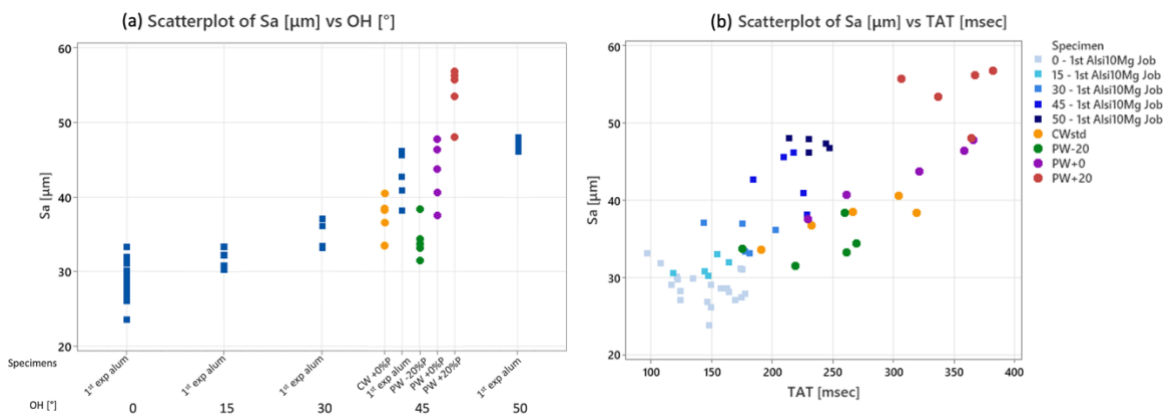 (a) Scatterplot of Sa [µm] vs OH [°]
60
50
40
30
20
Sa [µm]
Specimens
1st exp alum
1st exp alum
1st exp alum
CW +0%P
1st exp alum
PW -20%P
PW +0%P
PW +20%P
1st exp alum
OH [°]
0 15 30 45 50
(b) Scatterplot of Sa [µm] vs TAT [msec]
60
50
40
30
20
Sa [µm]
100 150 200 250 300 350 400
TAT [msec]
Specimen
0 - 1st Alsi10Mg Job
15 - 1st Alsi10Mg Job
30 - 1st Alsi10Mg Job
45 - 1st Alsi10Mg Job
50 - 1st Alsi10Mg Job
CWstd
PW-20
PW+0
PW+20